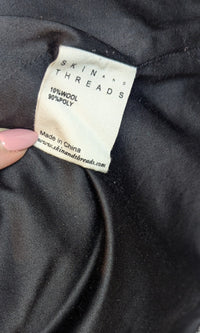 SKIN AND
THREADS
10%WOOL
90%POLY
Made in China
www.skinandthreads.com